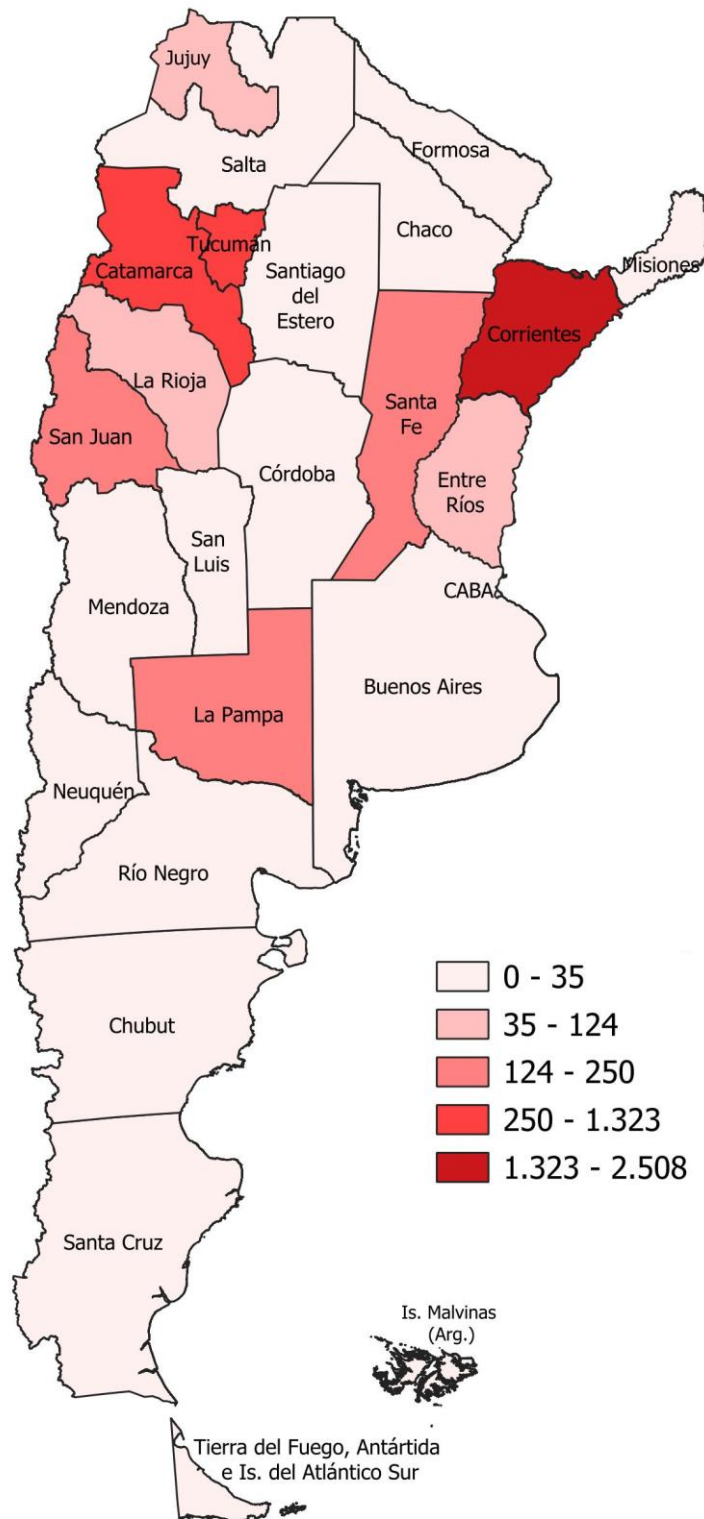 Jujuy
Salta
Formosa
Chaco
Misiones
Tucumán
Catamarca
Santiago
del
Estero
Corrientes
La Rioja
Santa
Fe
San Juan
Córdoba
Entre
Ríos
San
Luis
Mendoza
CABA
Buenos Aires
La Pampa
Neuquén
Río Negro
Chubut
Santa Cruz
0 - 35
35 - 124
124 - 250
250 - 1.323
1.323 - 2.508
Is. Malvinas
(Arg.)
Tierra del Fuego, Antártida
e Is. del Atlántico Sur